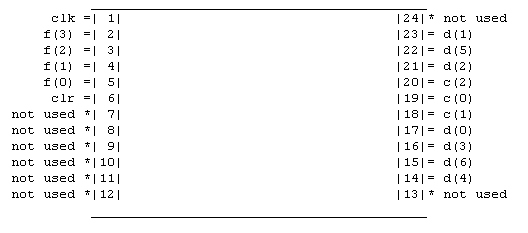 clk =| 1| |24|* not used
f(3) =| 2| |23|= d(1)
f(2) =| 3| |22|= d(5)
f(1) =| 4| |21|= d(2)
f(0) =| 5| |20|= c(2)
clr =| 6| |19|= c(0)
not used *| 7| |18|= c(1)
not used *| 8| |17|= d(0)
not used *| 9| |16|= d(3)
not used *|10| |15|= d(6)
not used *|11| |14|= d(4)
not used *|12| |13|* not used